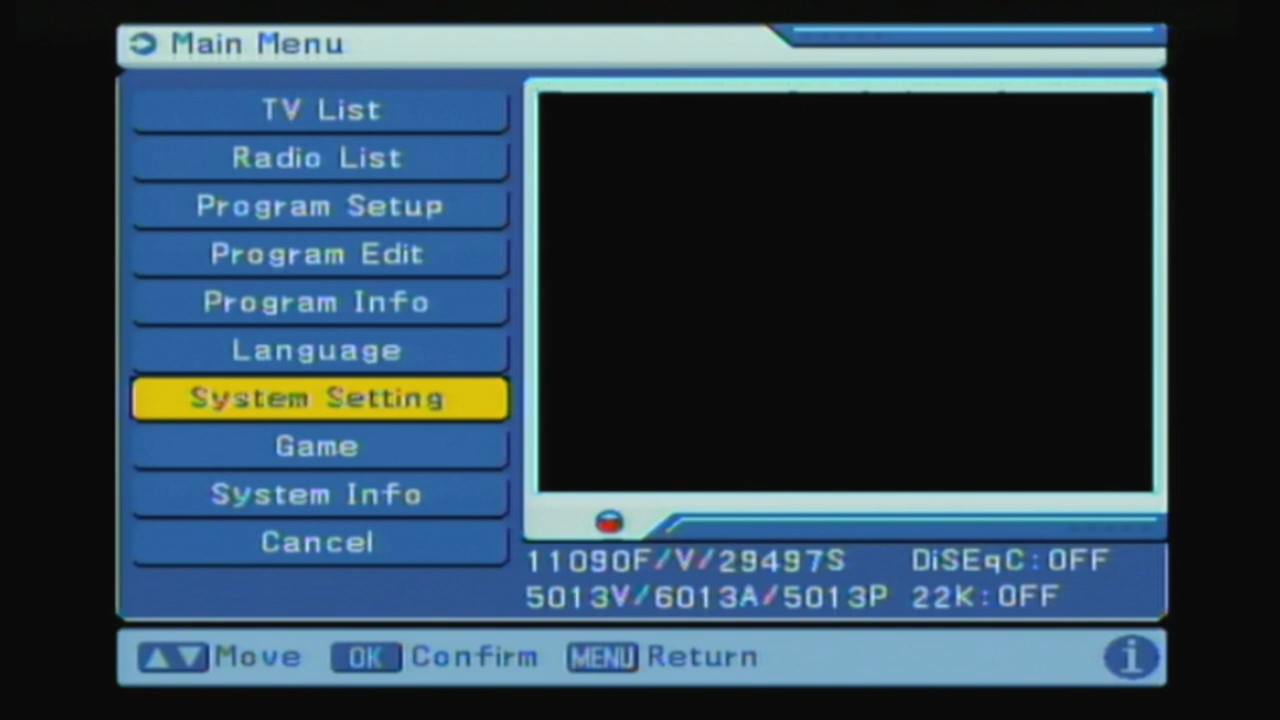 Main Menu
TV List
Radio List
Program Setup
Program Edit
Program Info
Language
System Setting
Game
System Info
Cancel
11090F/V/29497S DiSEqC:OFF
5013V/6013A/5013P 22K:OFF
Move OK Confirm MENU Return i